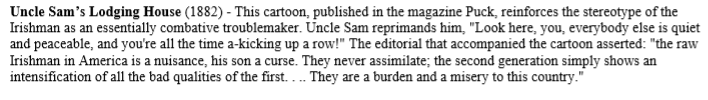 Uncle Sam's Lodging House (1882) - This cartoon, published in the magazine Puck, reinforces the stereotype of the
Irishman as an essentially combative troublemaker. Uncle Sam reprimands him, "Look here, you, everybody else is quiet
and peaceable, and you're all the time a-kicking up a row!" The editorial that accompanied the cartoon asserted: "the raw
Irishman in America is a nuisance, his son a curse. They never assimilate; the second generation simply shows an
intensification of all the bad qualities of the first. . .. They are a burden and a misery to this country."